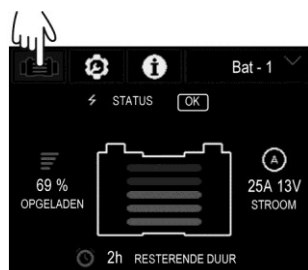 Bat - 1
STATUS OK
69 %
OPGELADEN
A
25A 13V
STROOM
2h RESTERENDE DUUR